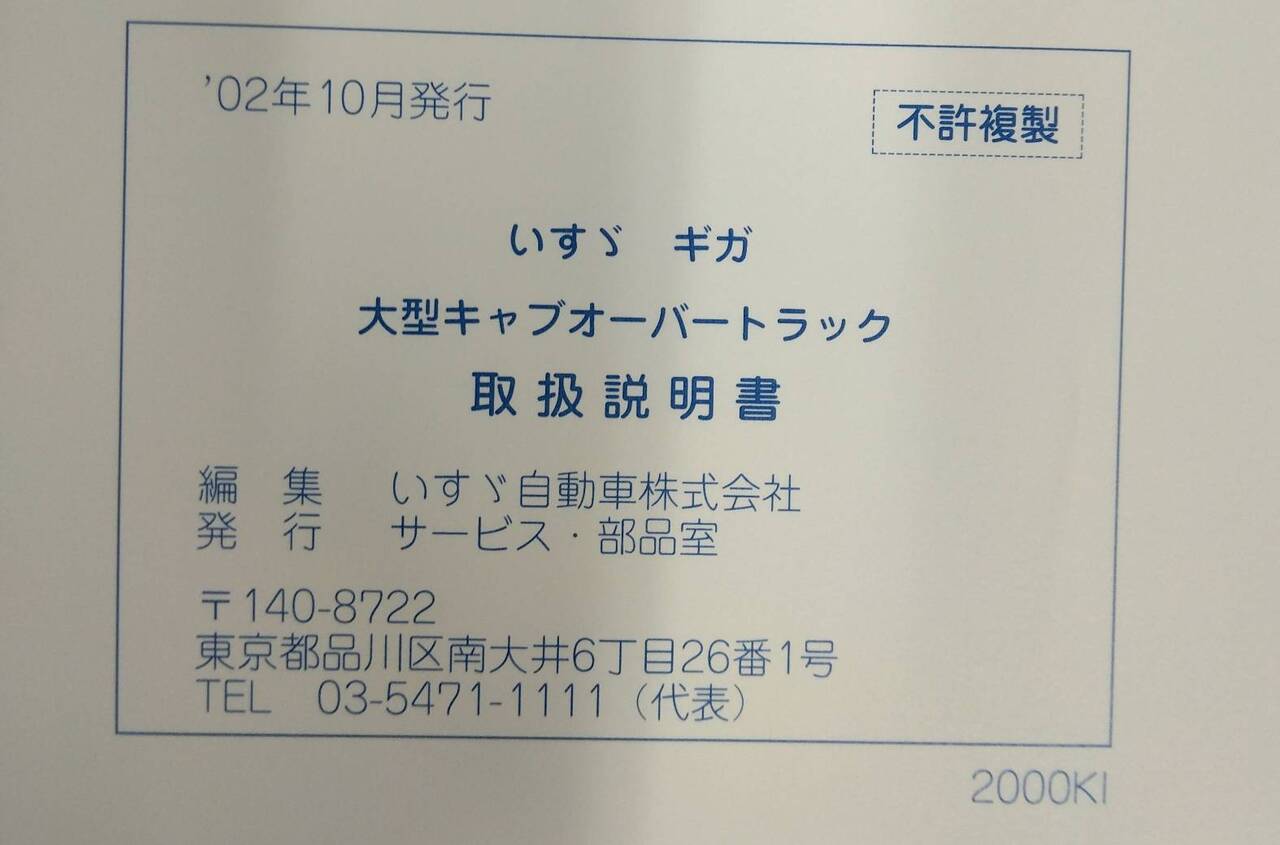 '02年10月発行
不許複製
いすゞ ギガ
大型キャブオーバートラック
取扱説明書
編 集 いすゞ自動車株式会社
発 行 サービス・部品室
〒140-8722
東京都品川区南大井6丁目26番1号
TEL 03-5471-1111（代表）
2000KI